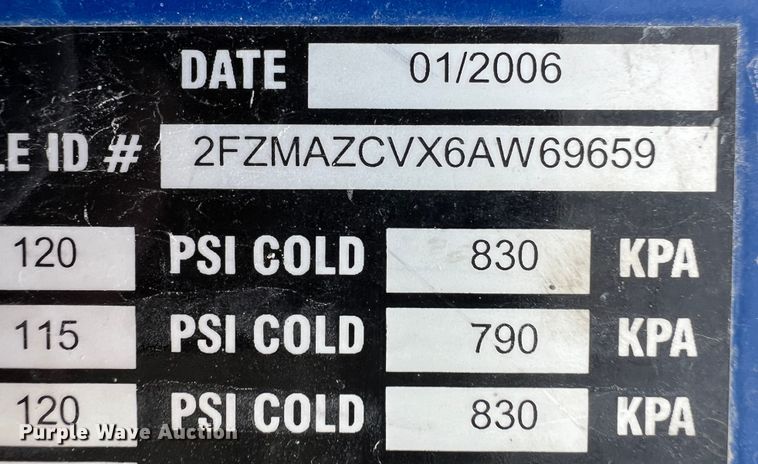 DATE 01/2006
LE ID # 2FZMAZCVX6AW69659
120 PSI COLD 830 KPA
115 PSI COLD 790 KPA
120 PSI COLD 830 KPA
Purple Wave Auction